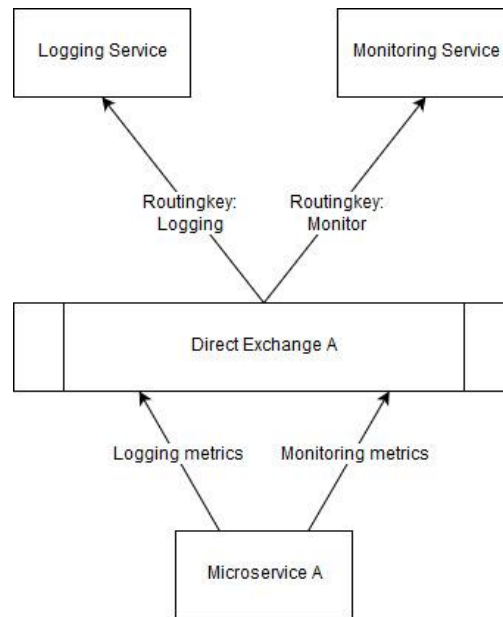 Logging Service
Monitoring Service
Routingkey:
Logging
Routingkey:
Monitor
Direct Exchange A
Logging metrics
Monitoring metrics
Microservice A